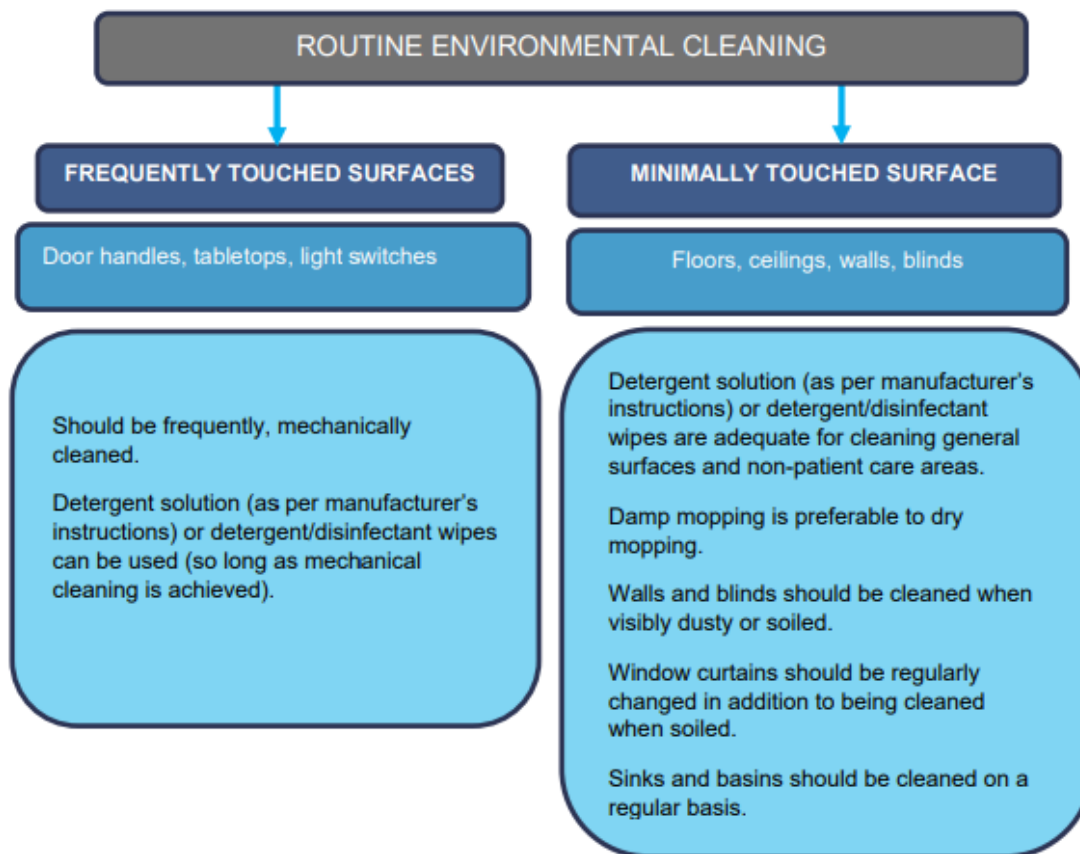 ROUTINE ENVIRONMENTAL CLEANING
FREQUENTLY TOUCHED SURFACES
Door handles, tabletops, light switches
Should be frequently, mechanically
cleaned.
Detergent solution (as per manufacturer's
instructions) or detergent/disinfectant wipes
can be used (so long as mechanical
cleaning is achieved).
MINIMALLY TOUCHED SURFACE
Floors, ceilings, walls, blinds
Detergent solution (as per manufacturer's
instructions) or detergent/disinfectant
wipes are adequate for cleaning general
surfaces and non-patient care areas.
Damp mopping is preferable to dry
mopping.
Walls and blinds should be cleaned when
visibly dusty or soiled.
Window curtains should be regularly
changed in addition to being cleaned
when soiled.
Sinks and basins should be cleaned on a
regular basis.